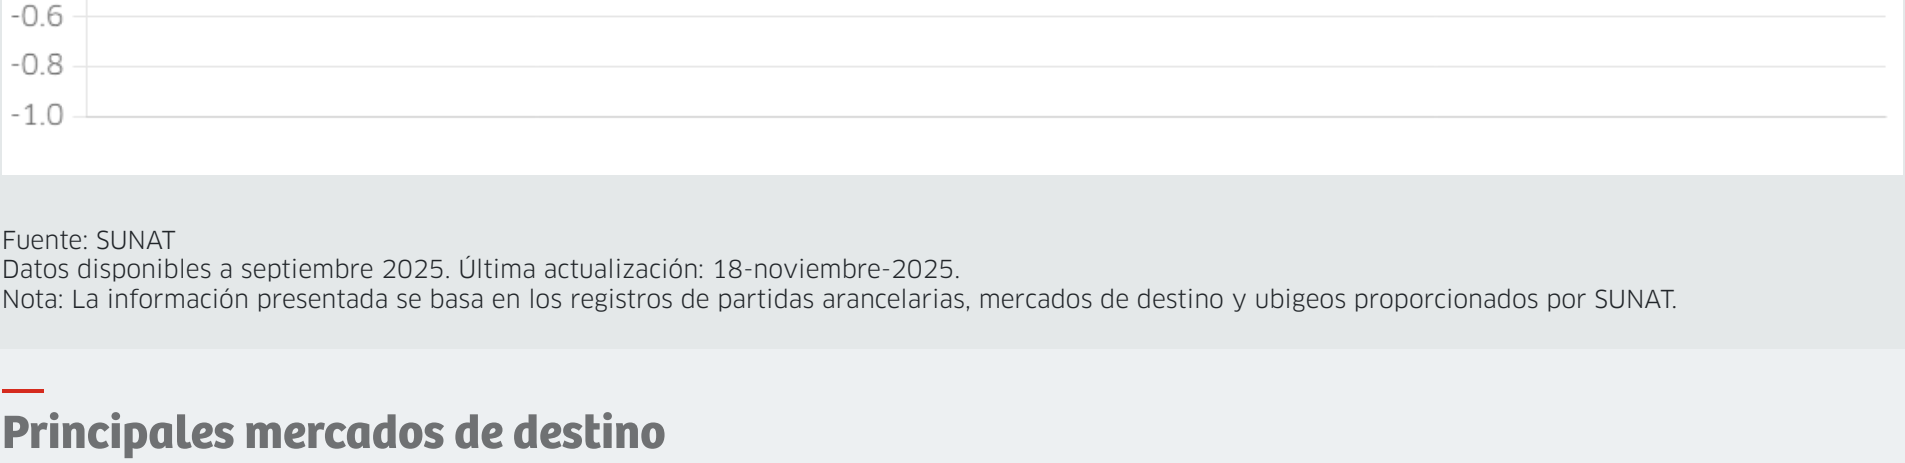 -0.6
-0.8
-1.0
Fuente: SUNAT
Datos disponibles a septiembre 2025. Última actualización: 18-noviembre-2025.
Nota: La información presentada se basa en los registros de partidas arancelarias, mercados de destino y ubigeos proporcionados por SUNAT.
Principales mercados de destino